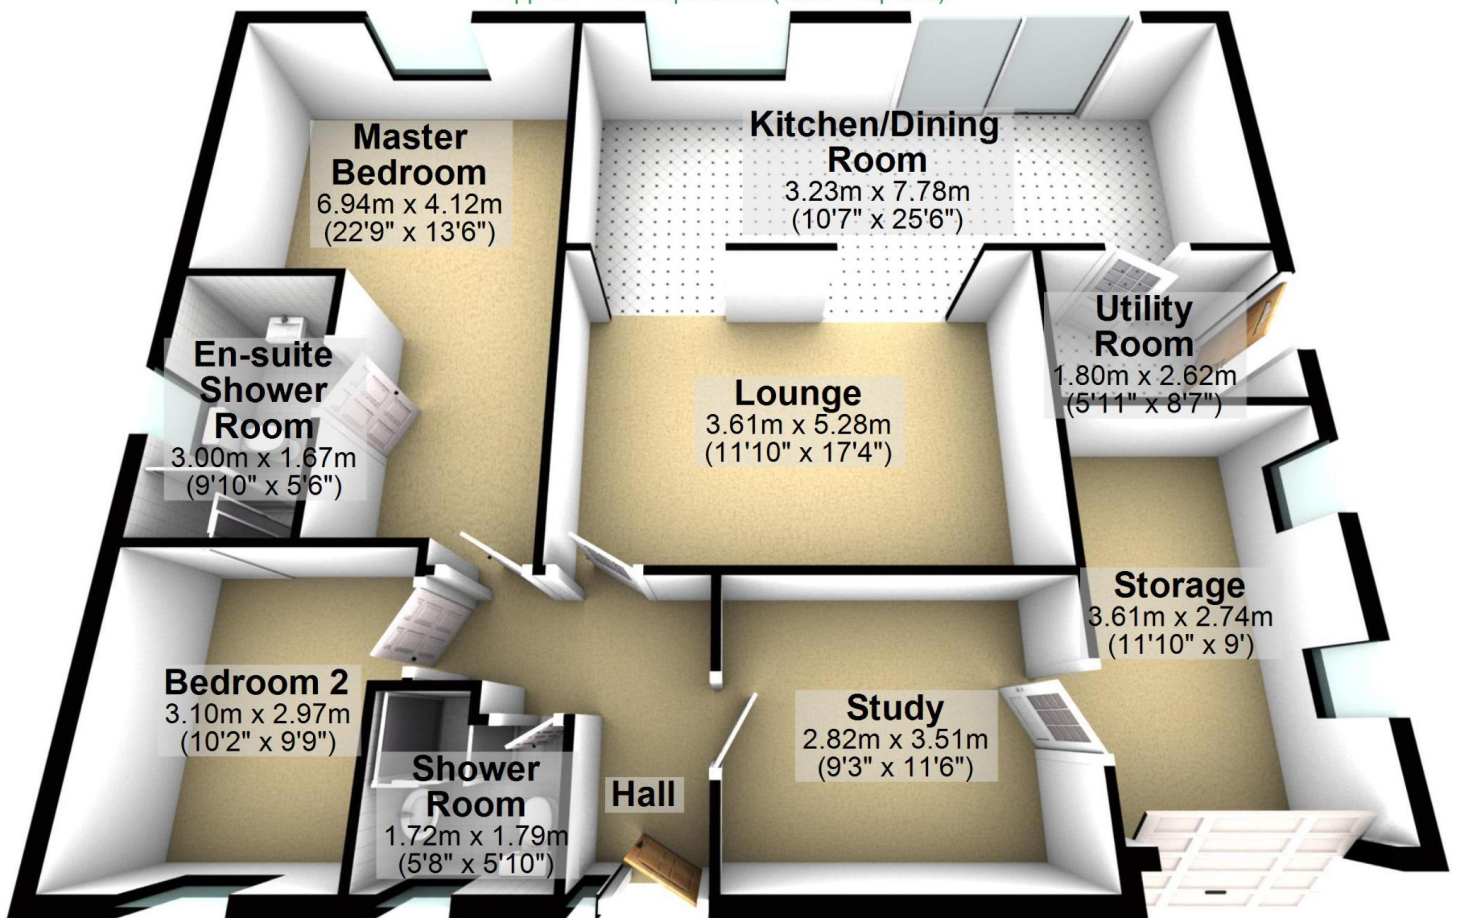 Master
Bedroom
6.94m x 4.12m
(22'9" x 13'6")
Kitchen/Dining
Room
3.23m x 7.78m
(10'7" x 25'6")
En-suite
Shower
Room
3.00m x 1.67m
(9'10" x 5'6")
Lounge
3.61m x 5.28m
(11'10" x 17'4")
Utility
Room
1.80m x 2.62m
(5'11" x 8'7")
Storage
3.61m x 2.74m
(11'10" x 9')
Bedroom 2
3.10m x 2.97m
(10'2" x 9'9")
Shower
Room
1.72m x 1.79m
(5'8" x 5'10")
Hall
Study
2.82m x 3.51m
(9'3" x 11'6")